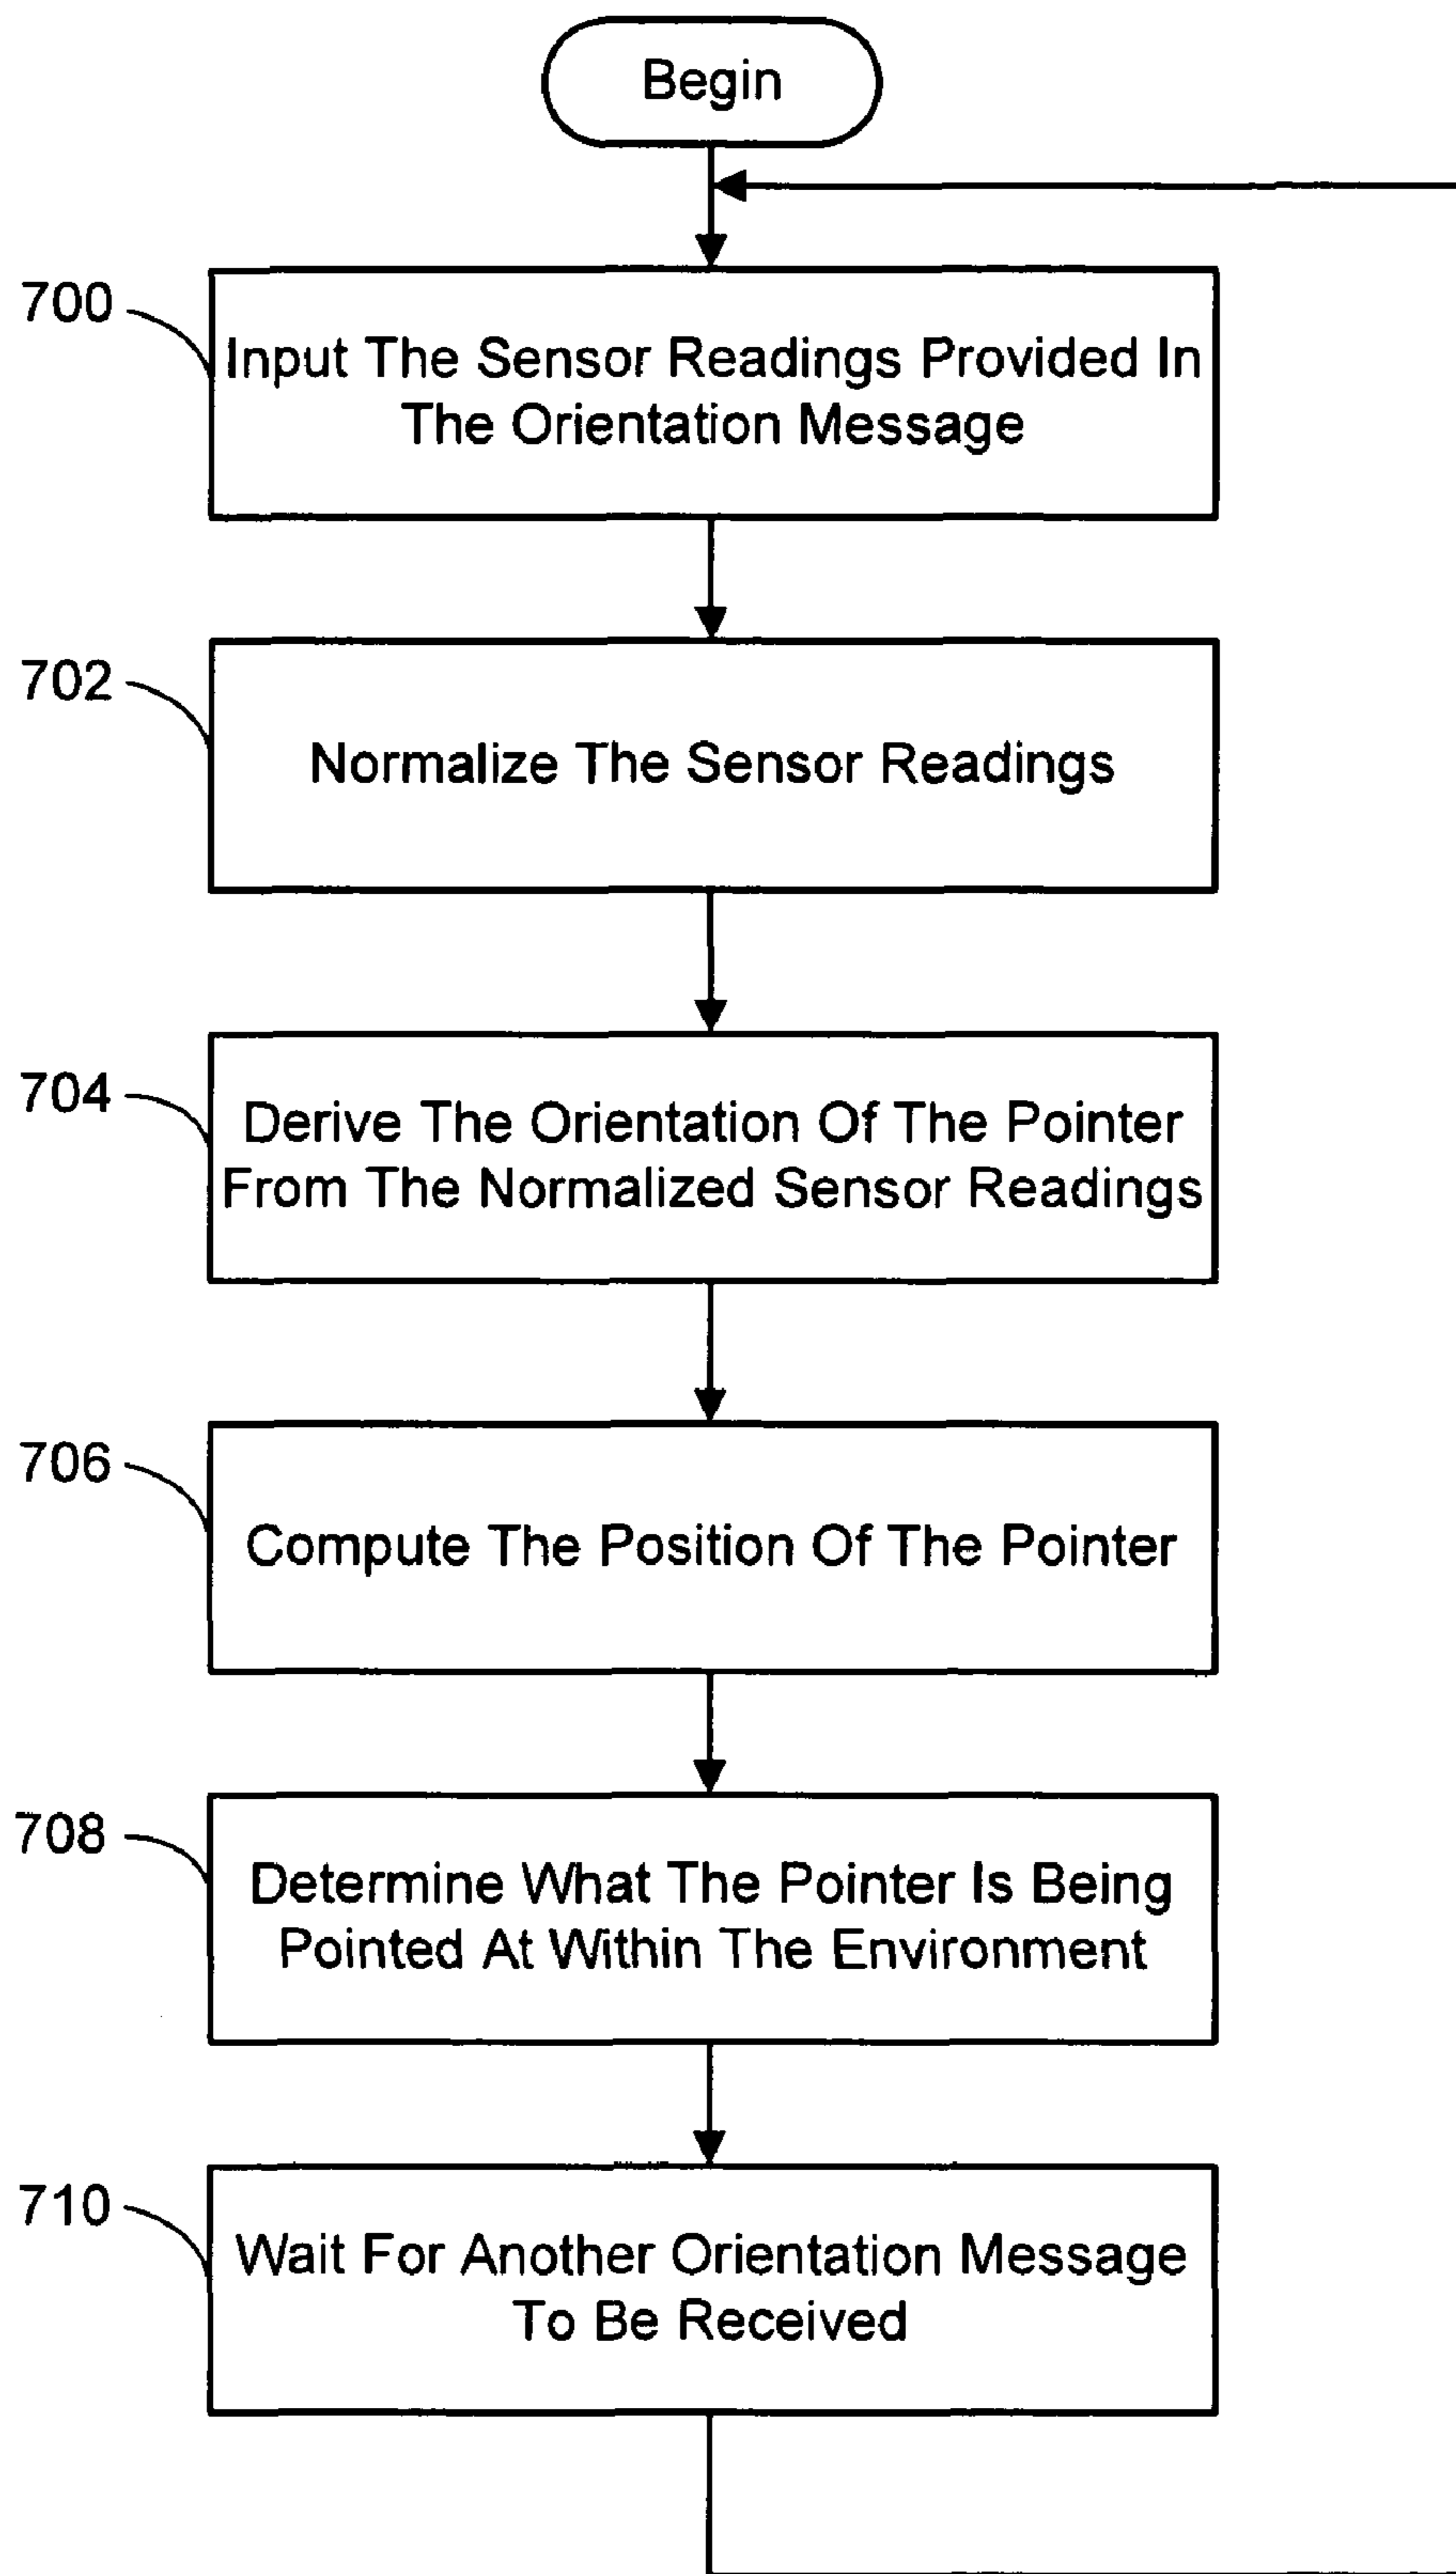 Begin
700
Input The Sensor Readings Provided In
The Orientation Message
702
Normalize The Sensor Readings
704
Derive The Orientation Of The Pointer
From The Normalized Sensor Readings
706
Compute The Position Of The Pointer
708
Determine What The Pointer Is Being
Pointed At Within The Environment
710
Wait For Another Orientation Message
To Be Received